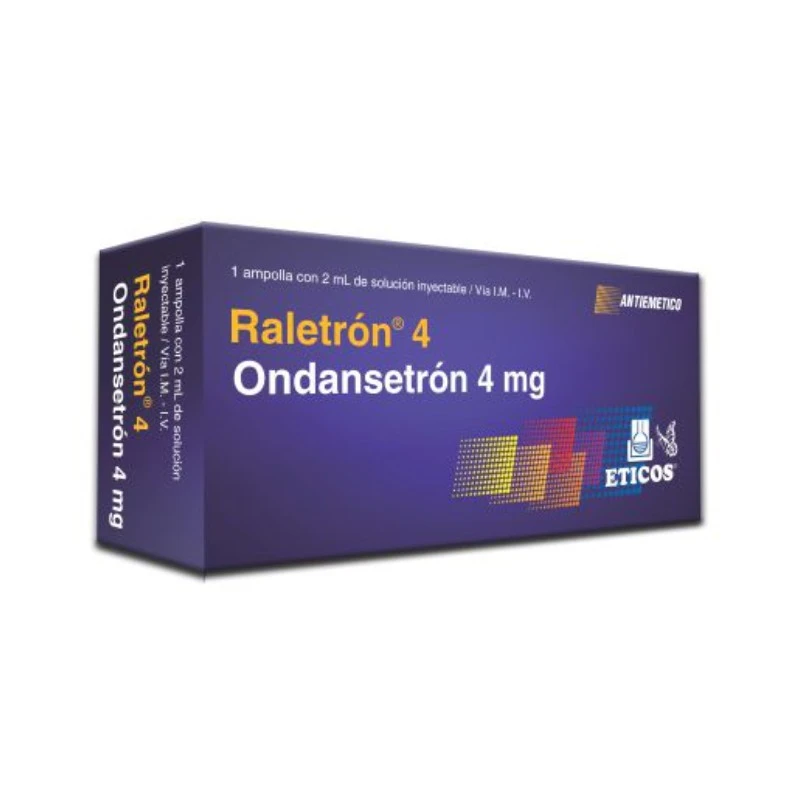 1 ampolla con 2 mL de solución
inyectable / Vía I.M. - I.V.
Raletrón® 4
Ondansetrón 4 mg
1 ampolla con 2 mL de solución inyectable / Vía I.M. - I.V.
ANTIEMETICO
Raletrón® 4
Ondansetrón 4 mg
ETICOS